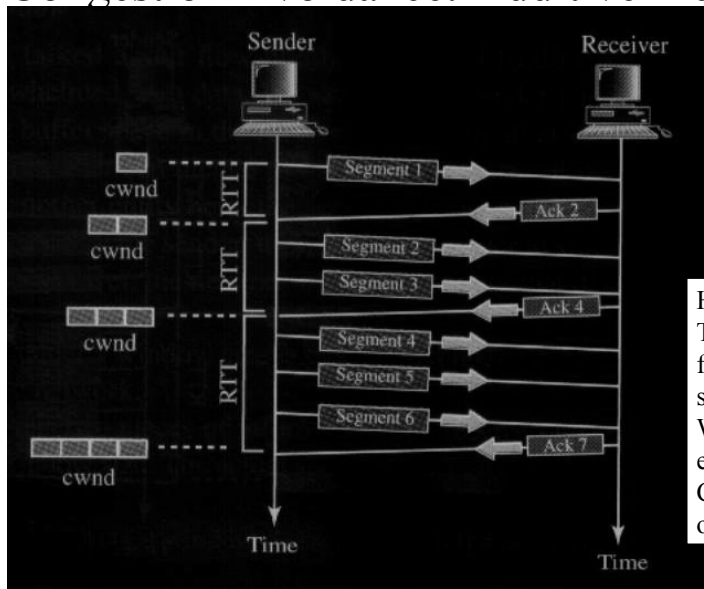 Sender
Receiver
cwnd
RTT
Segment 1
Ack 2
cwnd
RTT
Segment 2
Segment 3
Ack 4
cwnd
RTT
Segment 4
Segment 5
Segment 6
Ack 7
cwnd
Time
Time